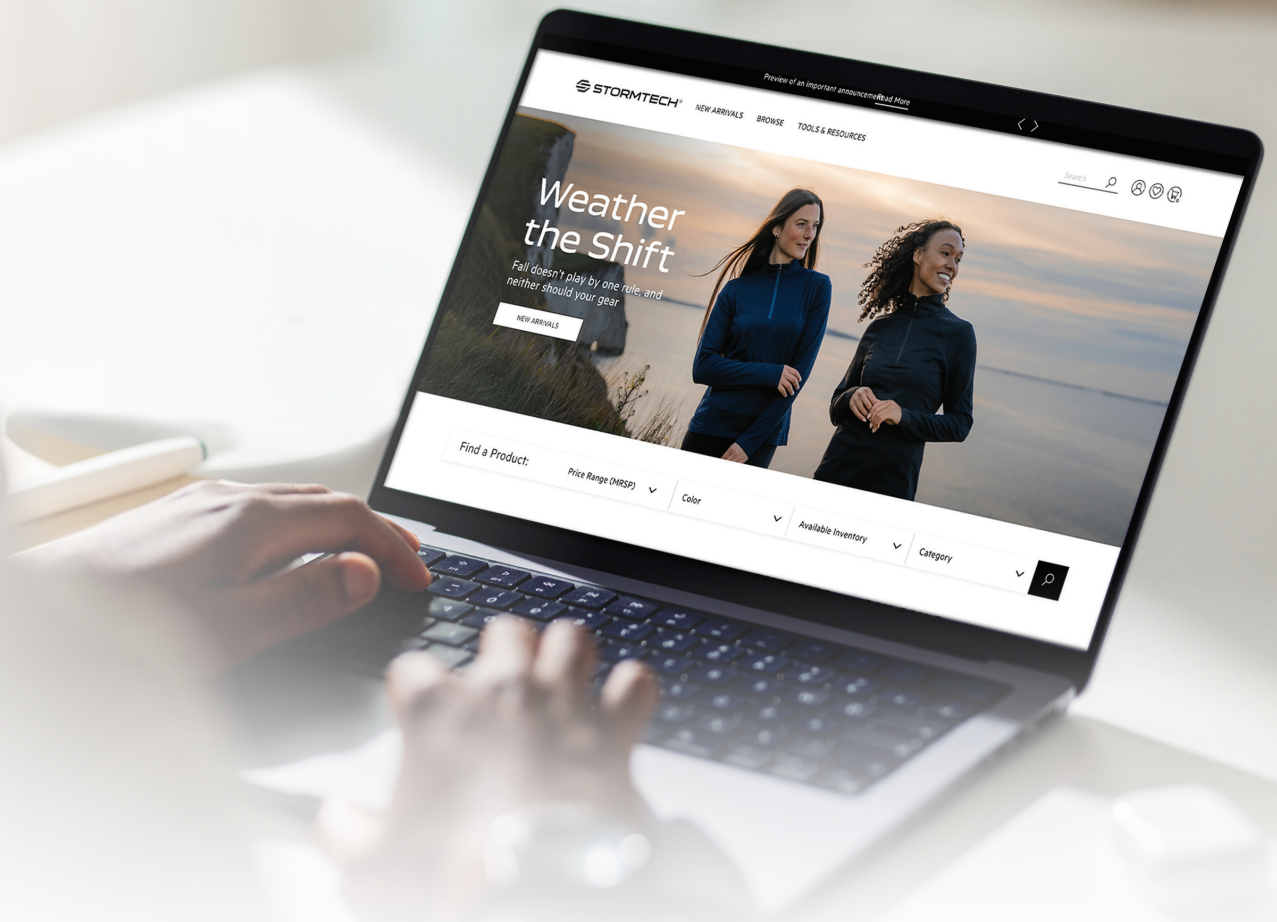 Preview of an important announcement Read More
STORMTECH®
NEW ARRIVALS
BROWSE
TOOLS & RESOURCES
Search
Weather
the Shift
Fall doesn't play by one rule, and
neither should your gear
NEW ARRIVALS
Find a Product:
Price Range (MRSP)
Color
Available Inventory
Category